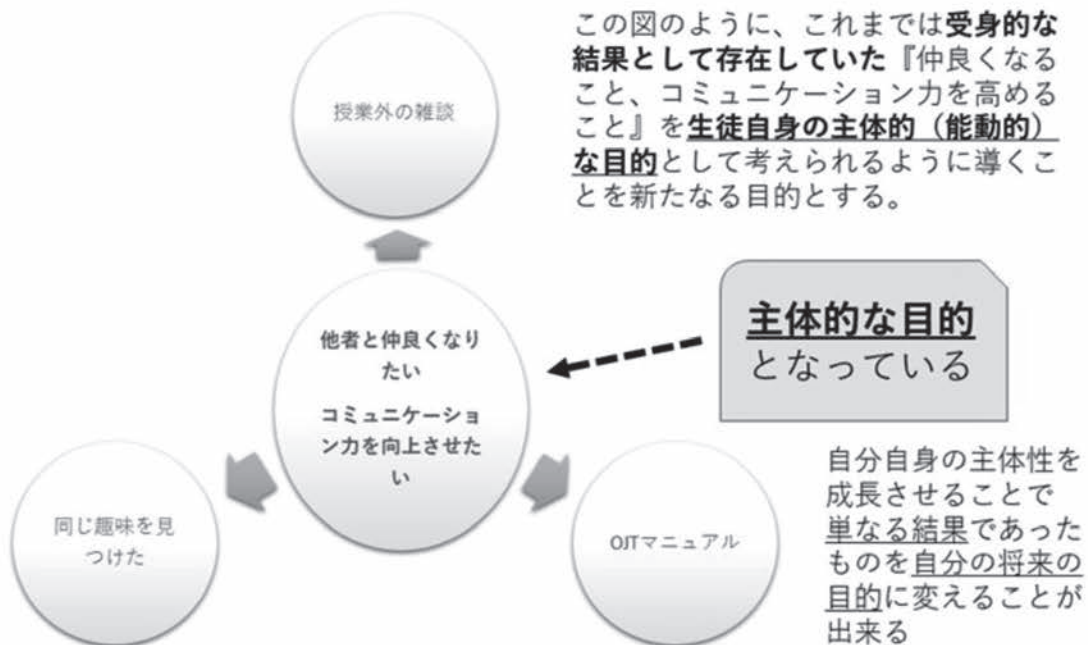 この図のように、これまでは受身的な
結果として存在していた『仲良くなる
こと、コミュニケーション力を高める
こと』を生徒自身の主体的（能動的）
な目的として考えられるように導くこ
とを新たなる目的とする。
授業外の雑談
他者と仲良くなり
たい
コミュニケーショ
ン力を向上させた
い
主体的な目的
となっている
同じ趣味を見
つけた
OJTマニュアル
自分自身の主体性を
成長させることで
単なる結果であった
ものを自分の将来の
目的に変えることが
出来る